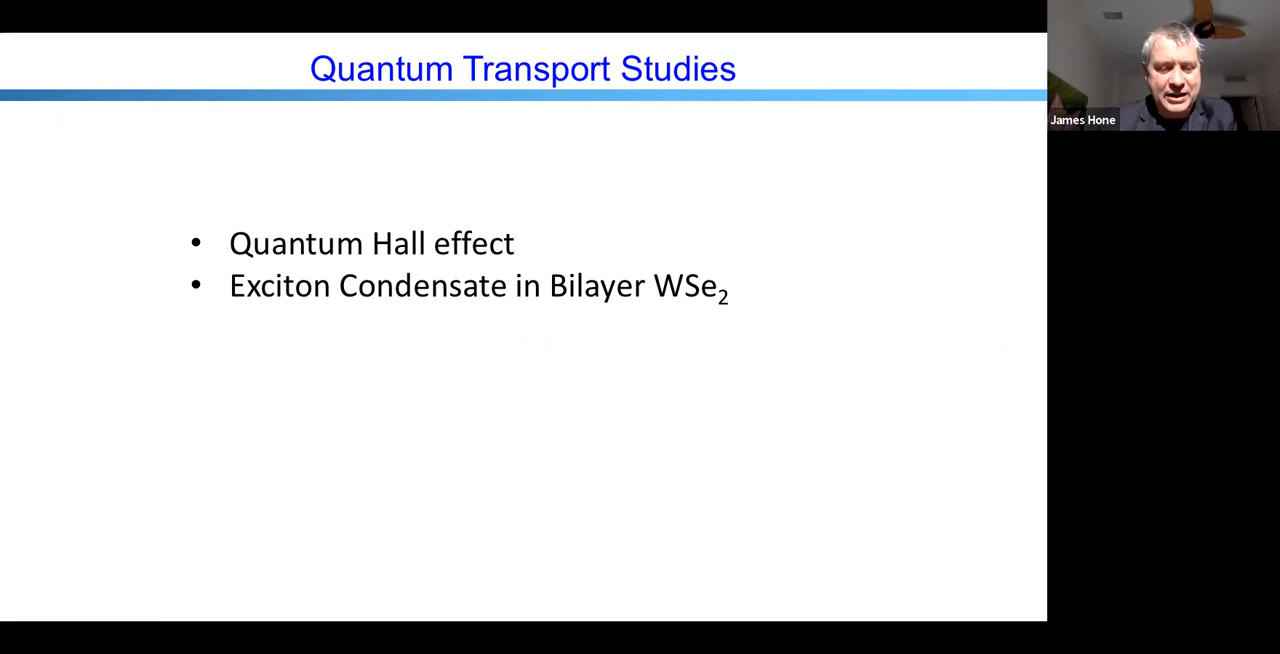 Quantum Transport Studies
James Hone
• Quantum Hall effect
• Exciton Condensate in Bilayer WSe₂